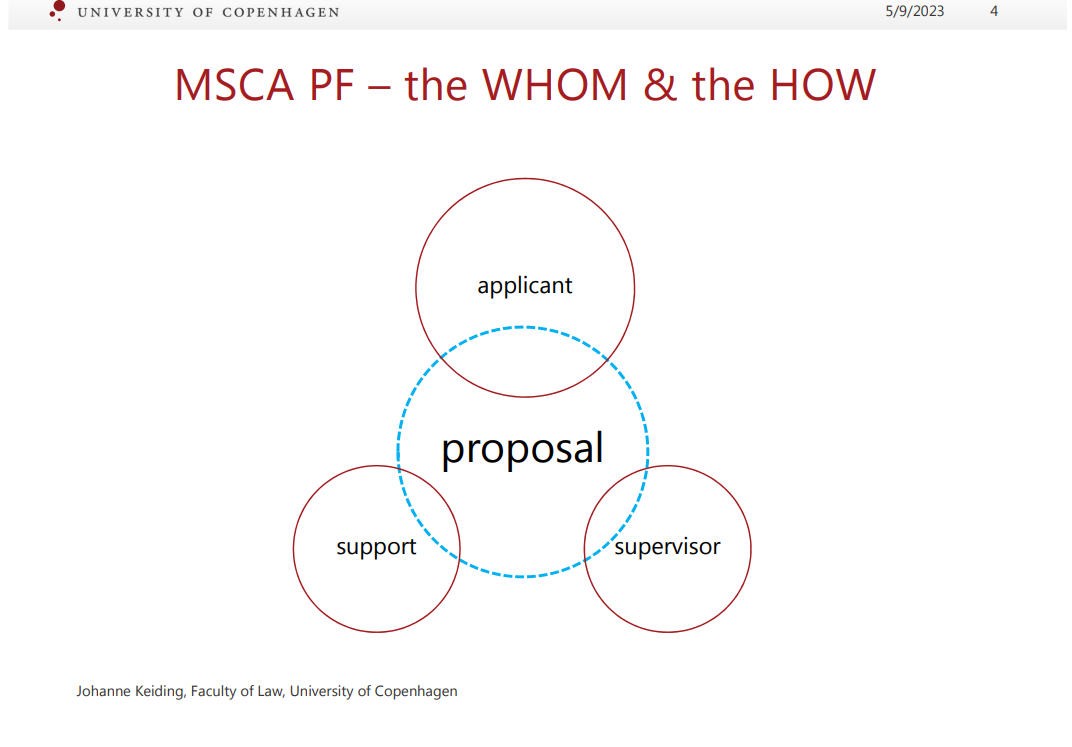 UNIVERSITY OF COPENHAGEN
5/9/2023 4
MSCA PF – the WHOM & the HOW
applicant
proposal
support
supervisor
Johanne Keiding, Faculty of Law, University of Copenhagen